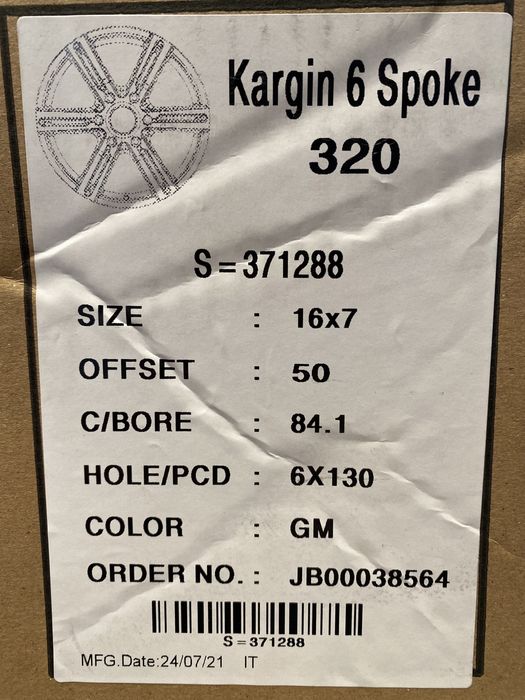 Kargin 6 Spoke
320
S=371288
SIZE : 16x7
OFFSET : 50
C/BORE : 84.1
HOLE/PCD : 6X130
COLOR : GM
ORDER NO. : JB00038564
S=371288
MFG.Date:24/07/21 IT